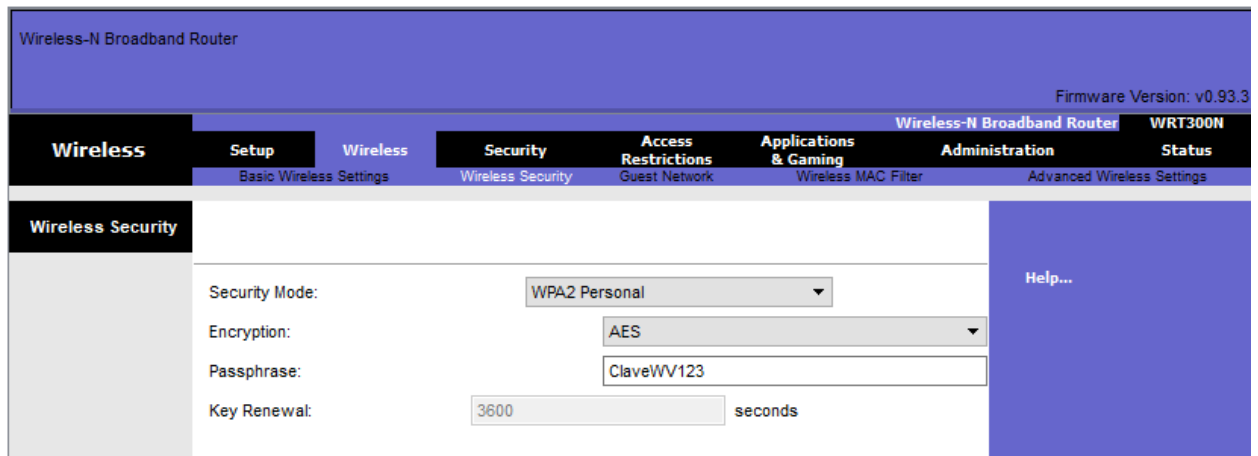 Wireless-N Broadband Router
Firmware Version: v0.93.3
Wireless-N Broadband Router WRT300N
Wireless
Setup Wireless Security Access Restrictions Applications & Gaming Administration Status
Basic Wireless Settings Wireless Security Guest Network Wireless MAC Filter Advanced Wireless Settings
Wireless Security
Help...
Security Mode: WPA2 Personal
Encryption: AES
Passphrase: ClaveWV123
Key Renewal: 3600 seconds